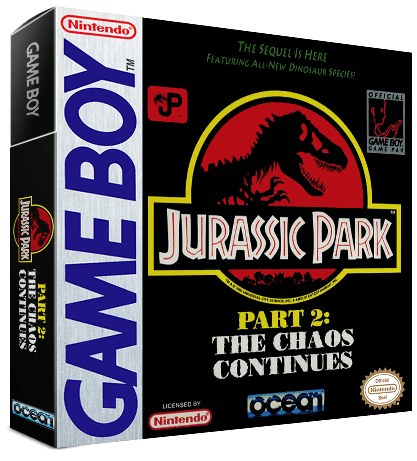 GAME BOY
JURASSIC
PARK
PART 2:
THE CHAOS
CONTINUES
ocean
Nintendo
GAME BOY
TM
THE SEQUEL IS HERE
FEATURING ALL-NEW DINOSAUR SPECIES!
JP
OFFICIAL
GAME BOY
GAME PAK
JURASSIC PARK
TM
PART 2:
THE CHAOS
CONTINUES
LICENSED BY
Nintendo
ocean
Official
Nintendo
Seal